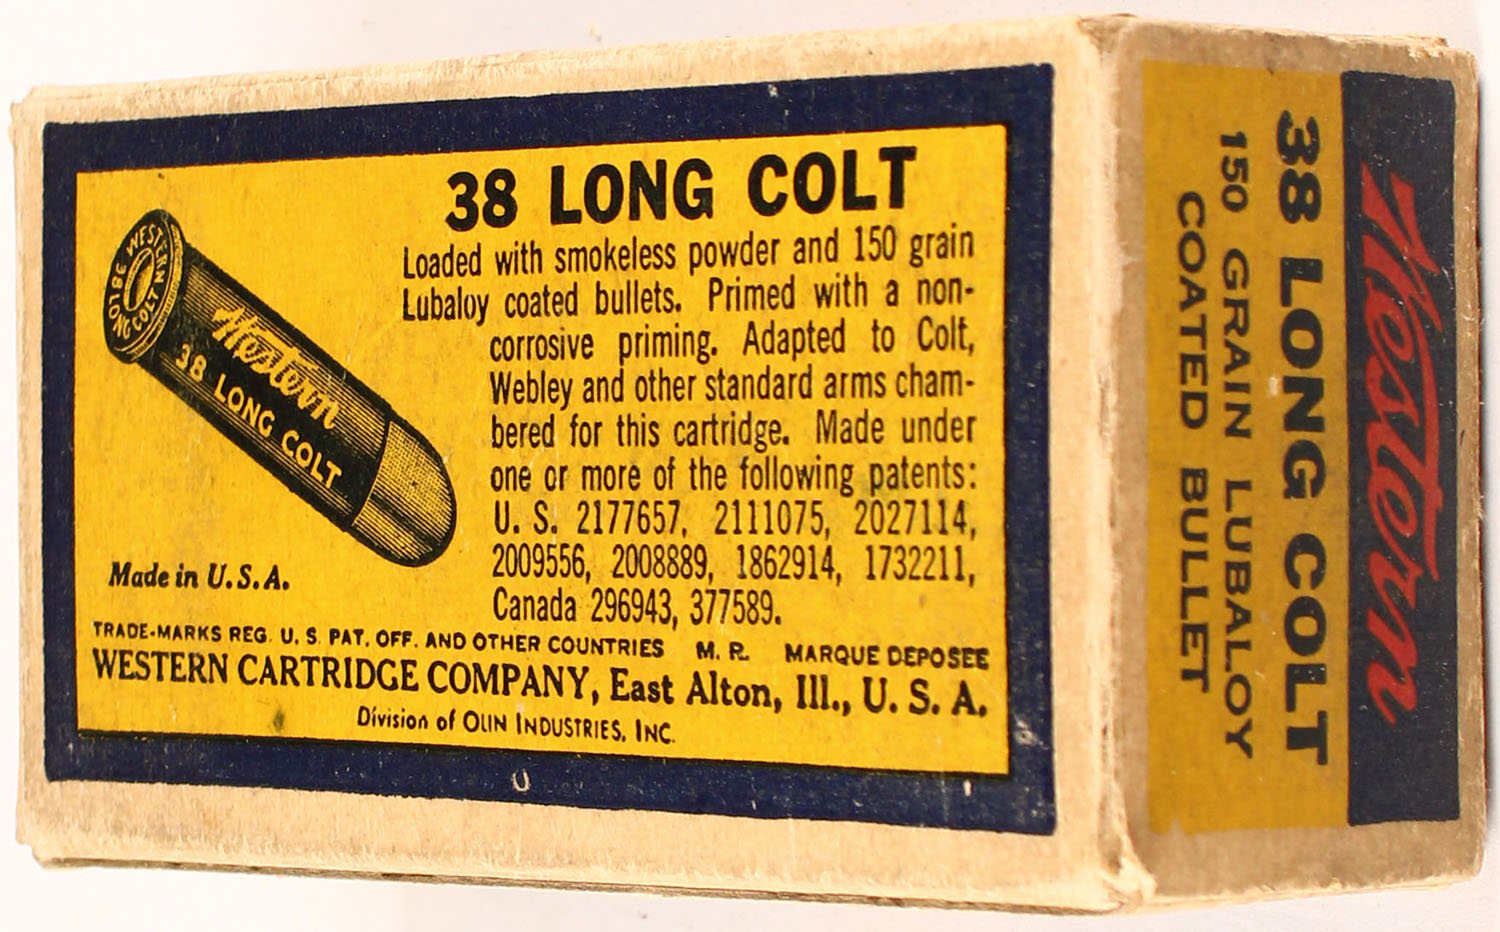 38 LONG COLT
Loaded with smokeless powder and 150 grain
Lubaloy coated bullets. Primed with a non-
corrosive priming. Adapted to Colt,
Webley and other standard arms cham-
bered for this cartridge. Made under
one or more of the following patents:
U. S. 2177657, 2111075, 2027114,
2009556, 2008889, 1862914, 1732211,
Canada 296943, 377589.
WESTERN
38 LONG COLT
Western
38 LONG COLT
Made in U.S.A.
TRADE-MARKS REG. U. S. PAT. OFF. AND OTHER COUNTRIES M. R. MARQUE DEPOSEE
WESTERN CARTRIDGE COMPANY, East Alton, Ill., U. S. A.
Division of OLIN INDUSTRIES, INC.
U
Western
38 LONG COLT
150 GRAIN LUBALOY
COATED BULLET